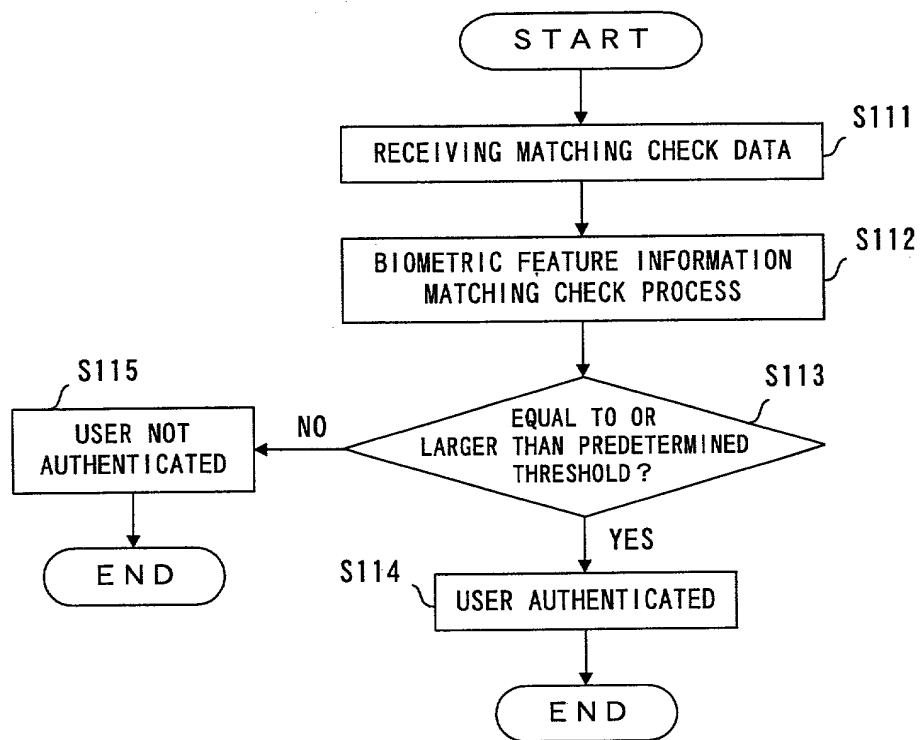 START
S111
RECEIVING MATCHING CHECK DATA
S112
BIOMETRIC FEATURE INFORMATION
MATCHING CHECK PROCESS
S113
EQUAL TO OR
LARGER THAN PREDETERMINED
THRESHOLD?
NO
S115
USER NOT
AUTHENTICATED
END
YES
S114
USER AUTHENTICATED
END